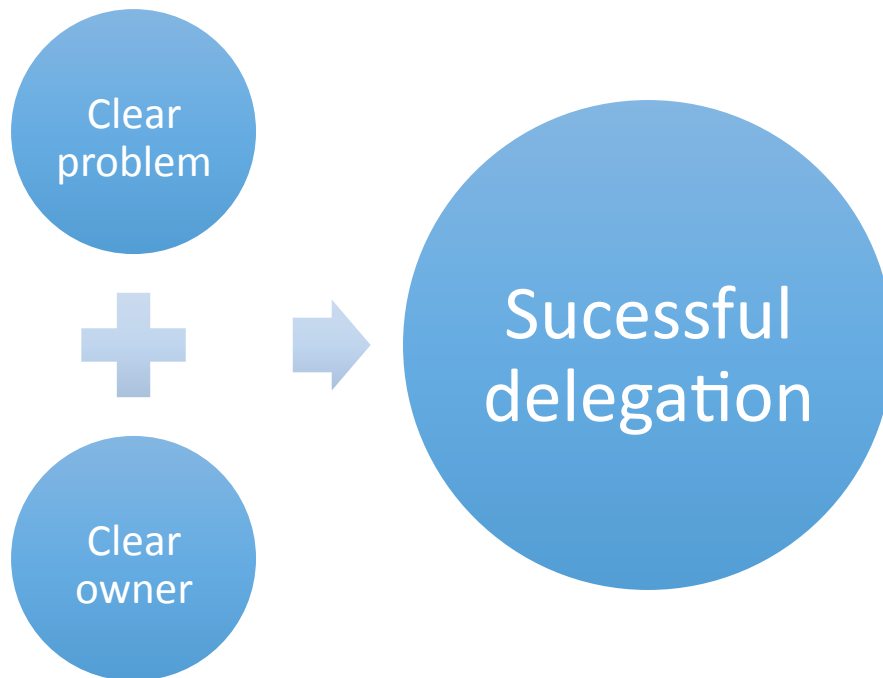 Clear
problem
Clear
owner
Sucessful
delegation